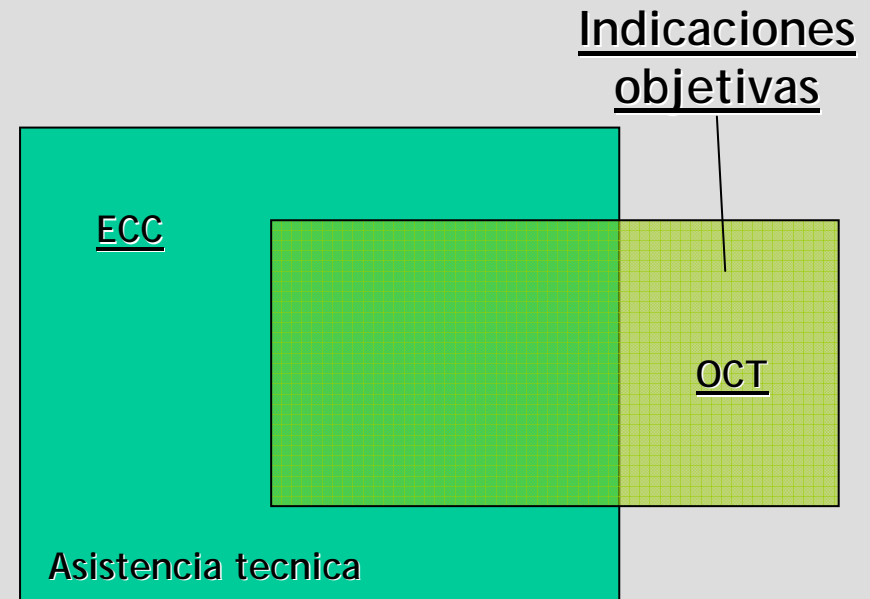 Indicaciones
objetivas
ECC
OCT
Asistencia tecnica